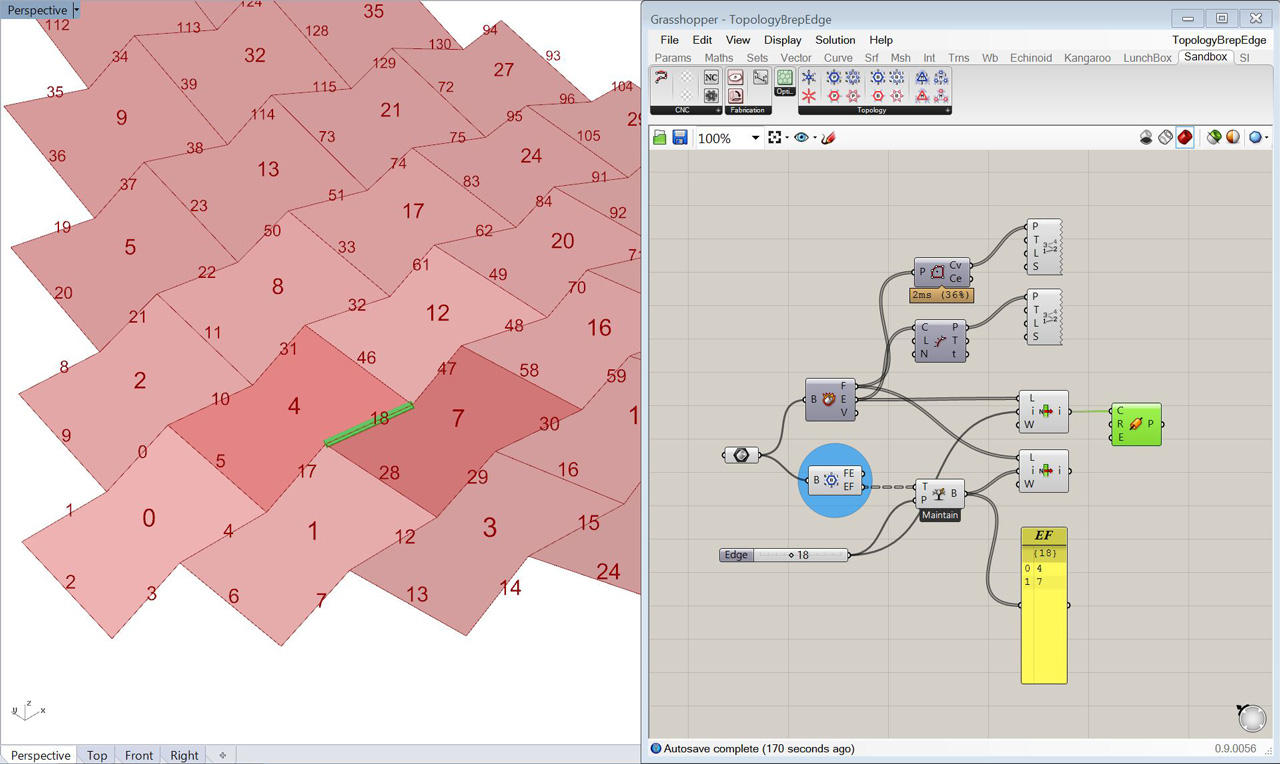 Perspective
112
113
124
35
34
32
128
130
94
93
39
129
27
35
115
72
96
104
9
114
21
95
38
73
75
105
29
36
74
24
37
13
83
91
23
51
84
92
19
17
5
50
62
20
33
22
61
49
71
20
8
70
21
32
12
11
48
16
31
46
8
2
47
58
59
10
4
18
7
30
1
9
0
5
17
28
29
16
1
0
4
1
12
3
15
2
3
6
7
13
14
24
z
y
x
Perspective
Top
Front
Right
Grasshopper - TopologyBrepEdge
File Edit View Display Solution Help
TopologyBrepEdge
Params Maths Sets Vector Curve Srf Msh Int Trns Wb Echinoid Kangaroo LunchBox Sandbox SI
NC
Opti...
CNC
Fabrication
Topology
100%
P
T
L
S
P
Cv
Ce
2ms (36%)
P
T
L
S
C
L
N
P
T
t
B
F
E
V
L
i
W
i
C
R
E
P
B
FE
EF
L
i
W
i
T
P
B
Maintain
Edge
18
EF
{18}
0 4
1 7
Autosave complete (170 seconds ago)
0.9.0056